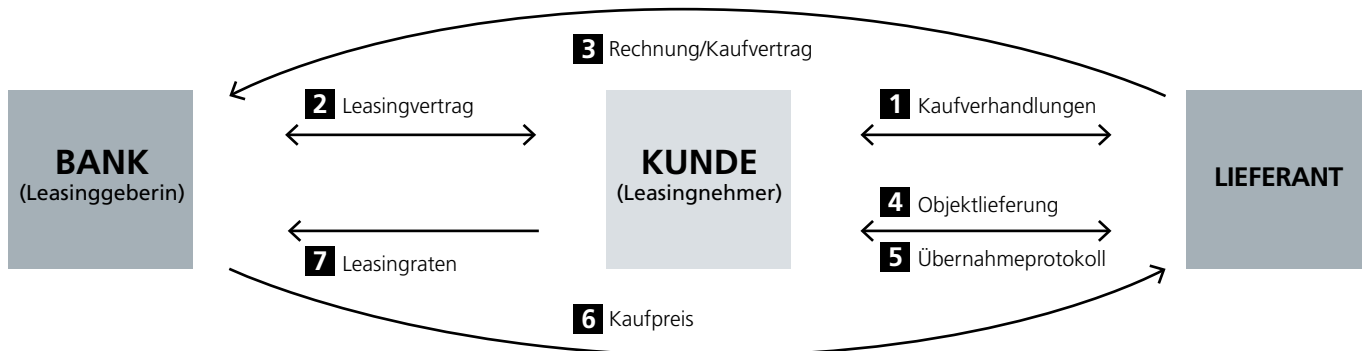 3 Rechnung/Kaufvertrag
2 Leasingvertrag
1 Kaufverhandlungen
BANK
(Leasinggeberin)
KUNDE
(Leasingnehmer)
LIEFERANT
4 Objektlieferung
7 Leasingraten
5 Übernahmeprotokoll
6 Kaufpreis